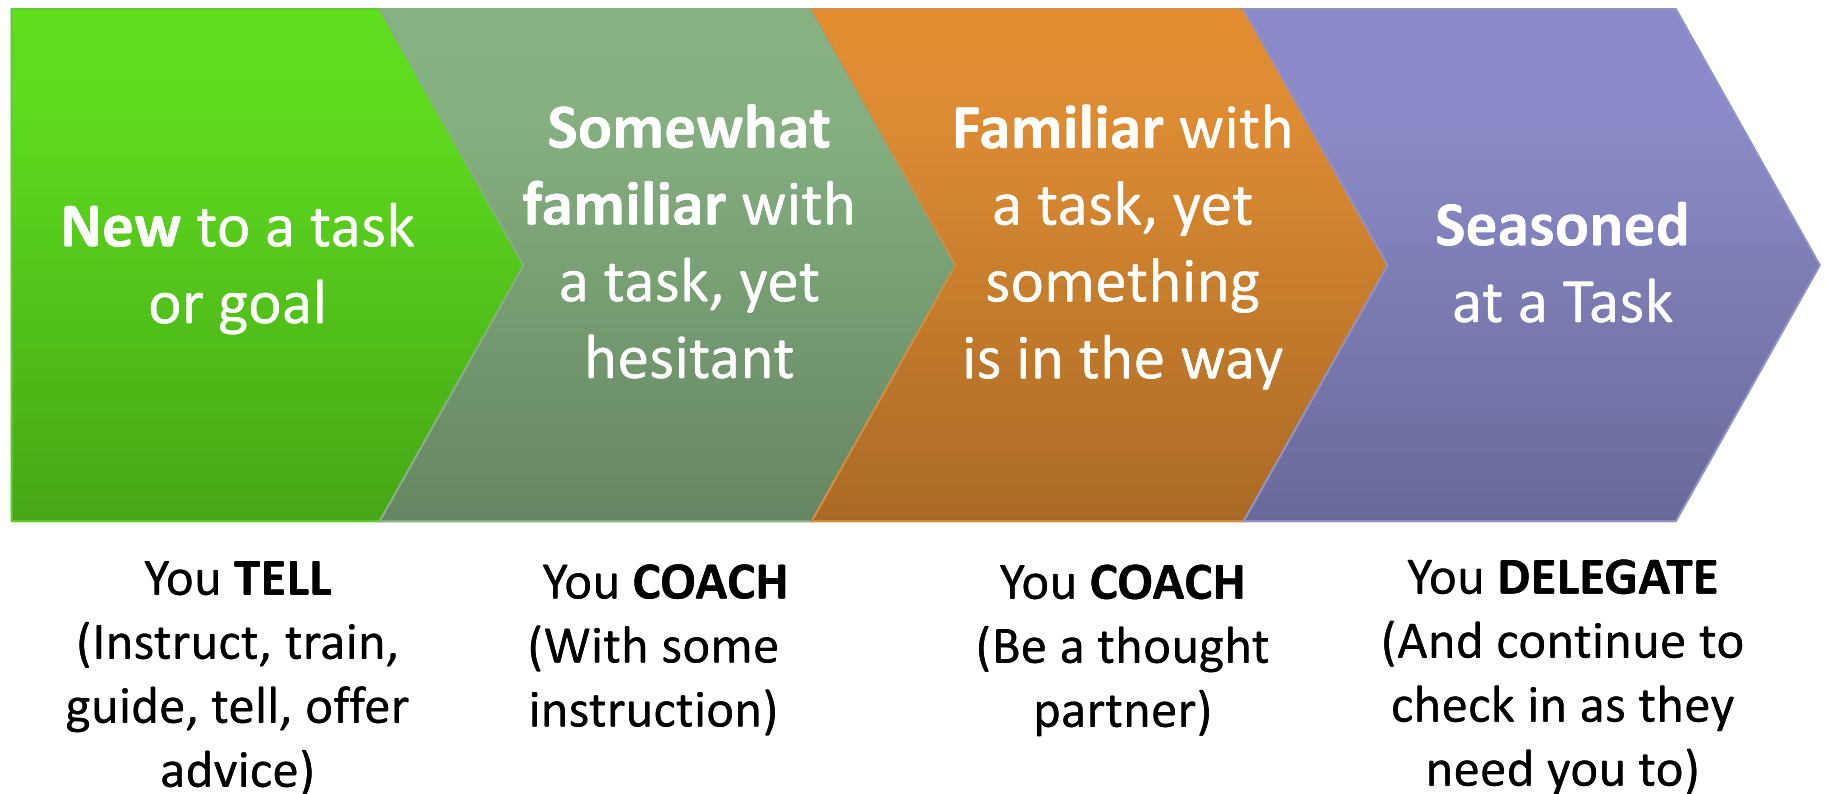 New to a task
or goal
Somewhat
familiar with
a task, yet
hesitant
Familiar with
a task, yet
something
is in the way
Seasoned
at a Task
You TELL
(Instruct, train,
guide, tell, offer
advice)
You COACH
(With some
instruction)
You COACH
(Be a thought
partner)
You DELEGATE
(And continue to
check in as they
need you to)